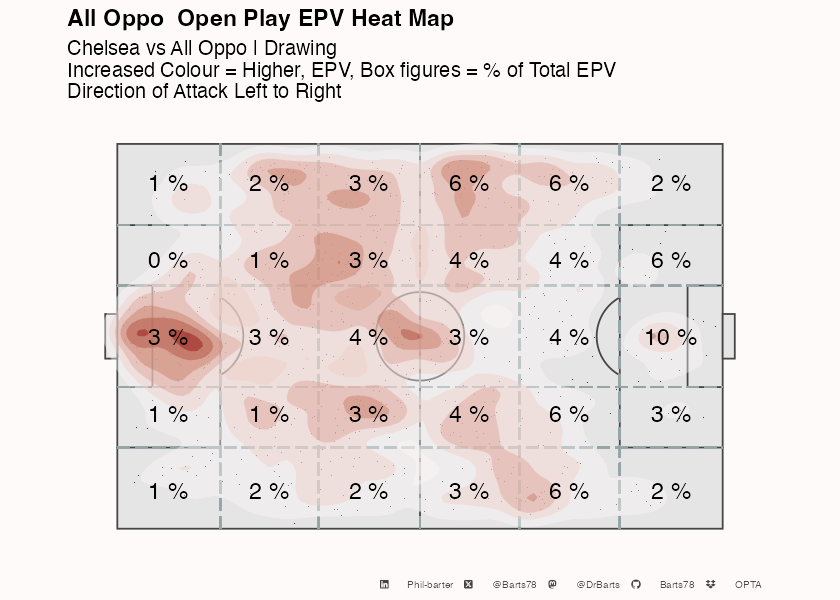 All Oppo  Open Play EPV Heat Map
Chelsea vs All Oppo | Drawing
Increased Colour = Higher, EPV, Box figures = % of Total EPV
Direction of Attack Left to Right
1 % 2 % 3 % 6 % 6 % 2 %
0 % 1 % 3 % 4 % 4 % 6 %
3 % 3 % 4 % 3 % 4 % 10 %
1 % 1 % 3 % 4 % 6 % 3 %
1 % 2 % 2 % 3 % 6 % 2 %
Phil-barter @Barts78 @DrBarts Barts78 OPTA